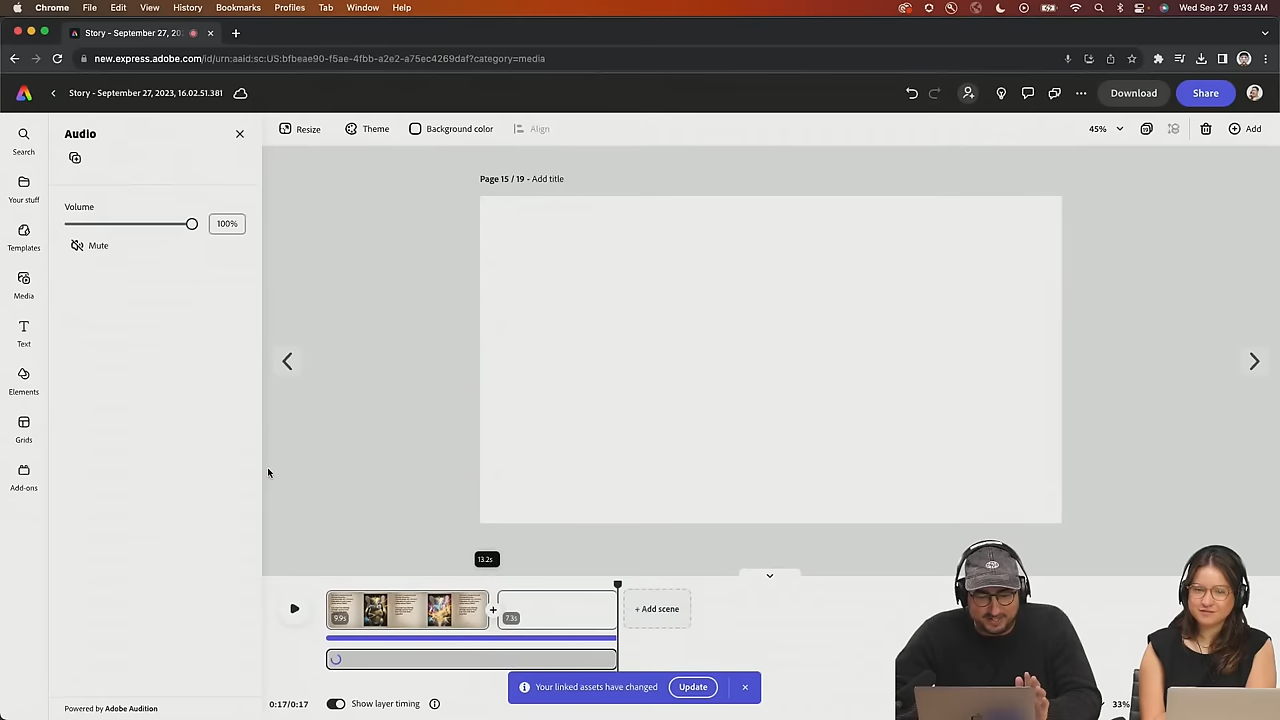 Chrome File Edit View History Bookmarks Profiles Tab Window Help Wed Sep 27 9:33 AM
Story - September 27, 202
new.express.adobe.com/id/urn:aaid:sc:US:bfbeae90-f5ae-4fbb-a2e2-a75ec4269daf?category=media
Story - September 27, 2023, 16.02.51.381 Download Share
Search
Your stuff
Templates
Media
Text
Elements
Grids
Add-ons
Audio
Volume
100%
Mute
Powered by Adobe Audition
Resize Theme Background color Align 45% Add
Page 15 / 19 - Add title
13.2s
9.9s
7.3s
+ Add scene
Your linked assets have changed Update
0:17/0:17 Show layer timing 33%